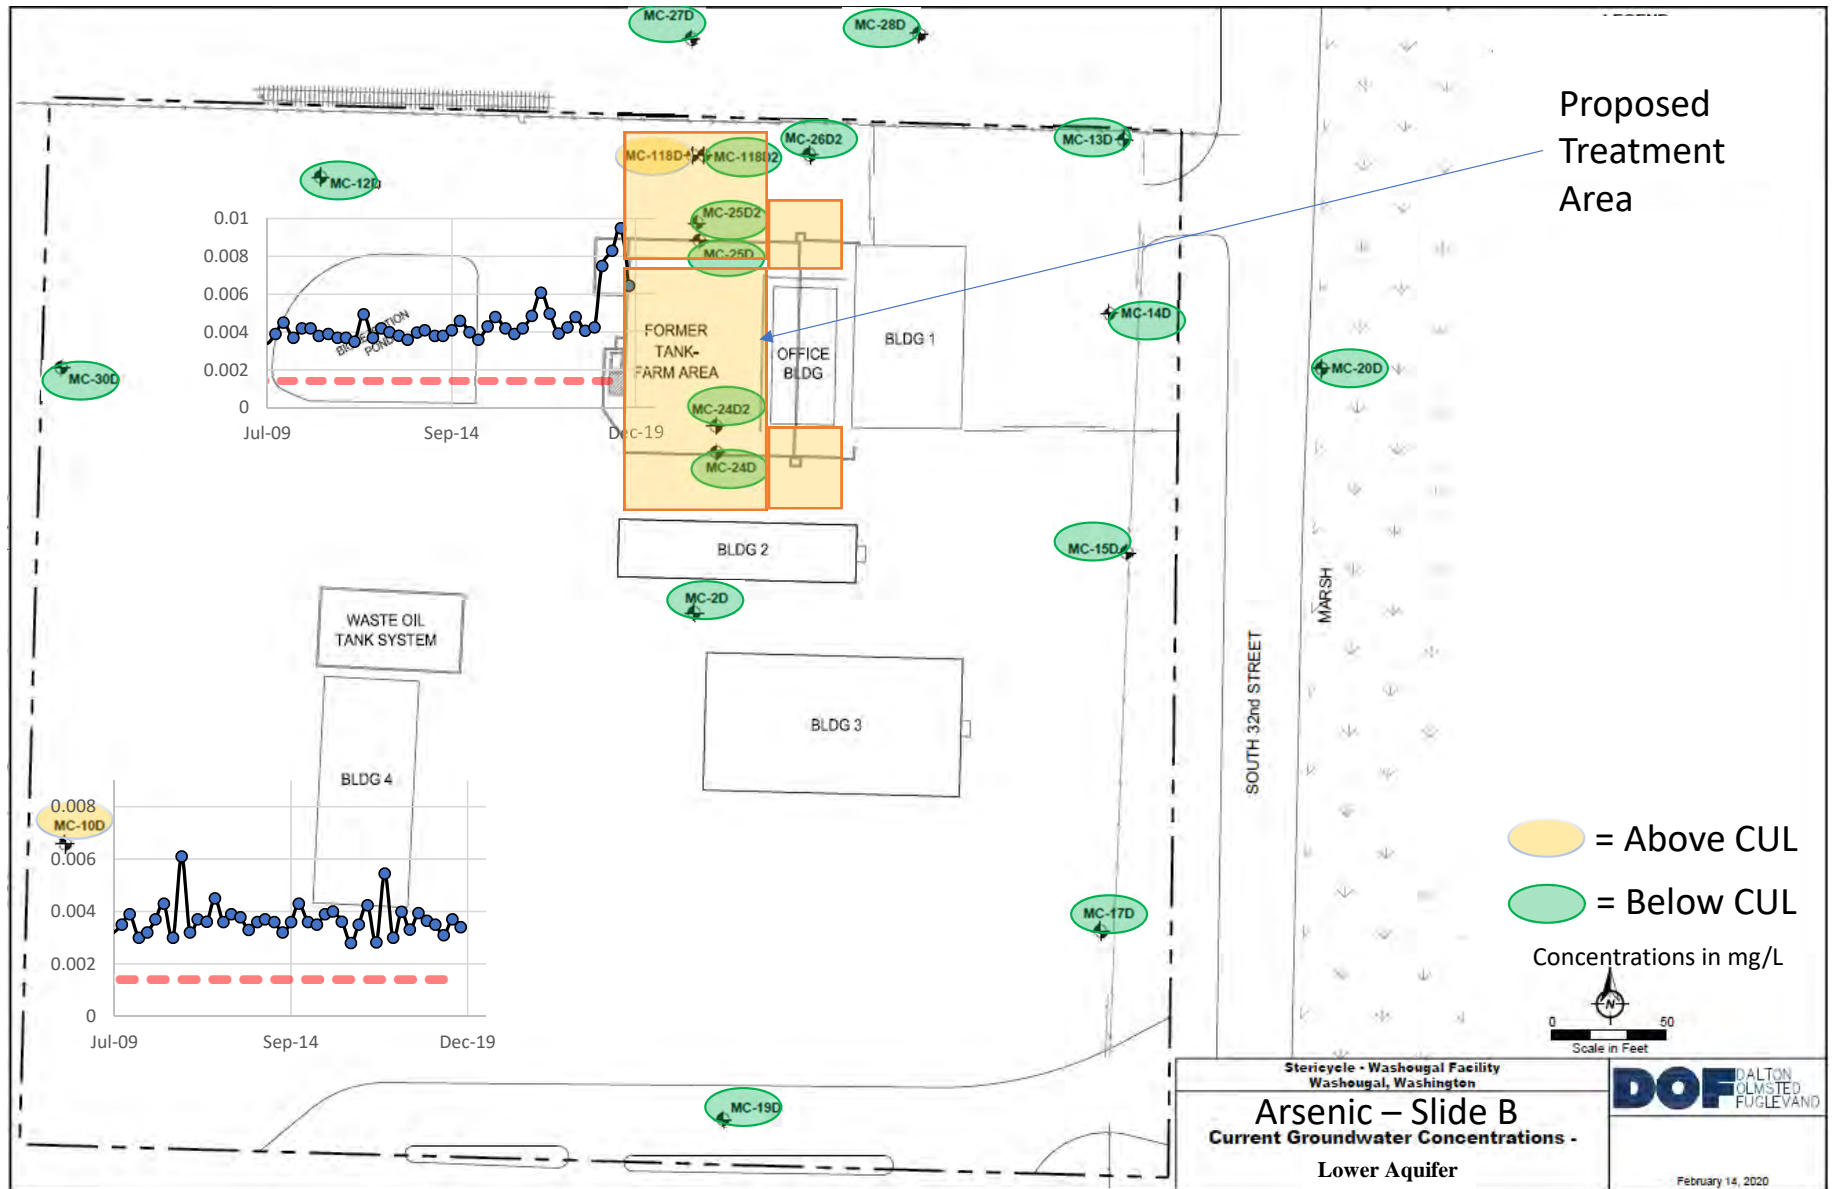 MC-27D
MC-28D
Proposed
Treatment
Area
MC-118D
MC-118D2
MC-26D2
MC-13D
MC-12D
MC-25D2
MC-25D
0.01
0.008
0.006
0.004
0.002
0
Jul-09
Sep-14
Dec-19
POND
FORMER
TANK-
FARM AREA
OFFICE
BLDG
BLDG 1
MC-14D
MC-20D
MC-30D
MC-24D2
MC-24D
BLDG 2
MC-15D
MC-2D
MARSH
SOUTH 32nd STREET
WASTE OIL
TANK SYSTEM
BLDG 3
BLDG 4
MC-10D
0.008
0.006
0.004
0.002
0
Jul-09
Sep-14
Dec-19
= Above CUL
= Below CUL
MC-17D
Concentrations in mg/L
N
0 50
Scale in Feet
MC-19D
Stericycle - Washougal Facility
Washougal, Washington
Arsenic – Slide B
Current Groundwater Concentrations -
Lower Aquifer
DOF
DALTON
OLMSTED
FUGLEVAND
February 14, 2020